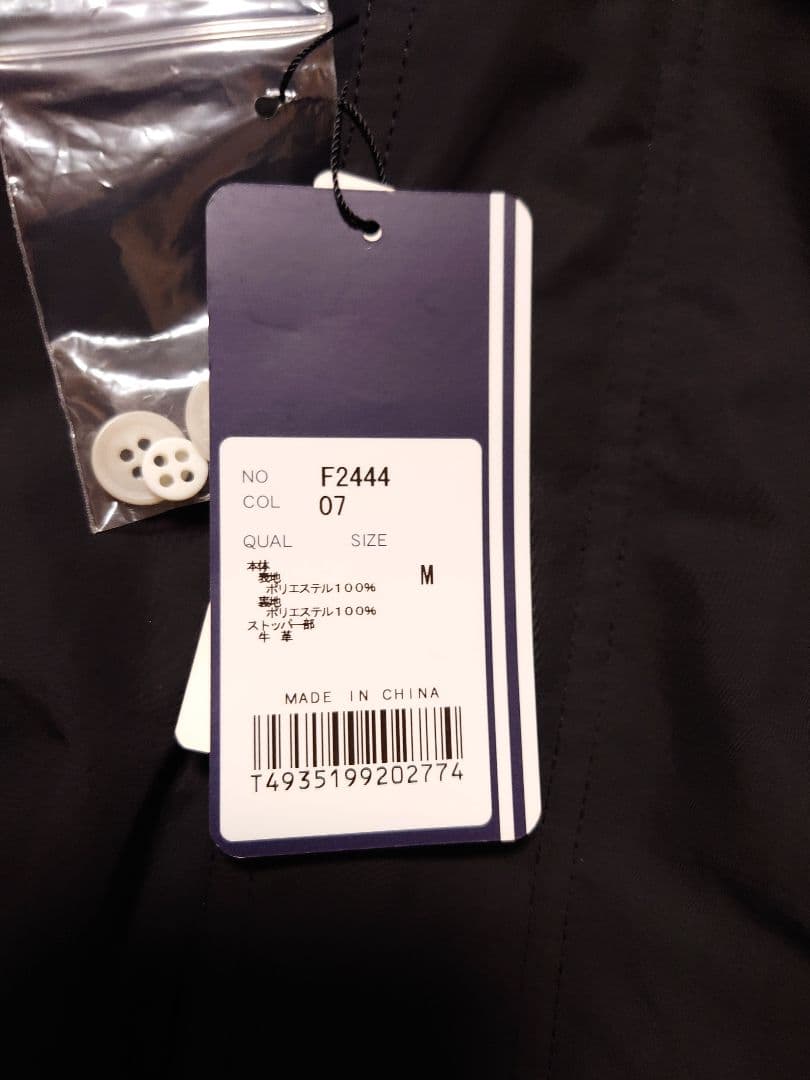 NO F2444
COL 07
QUAL SIZE
本体
M
表地
ポリエステル100%
裏地
ポリエステル100%
ストッパー部
牛 革
MADE IN CHINA
T4935199202774